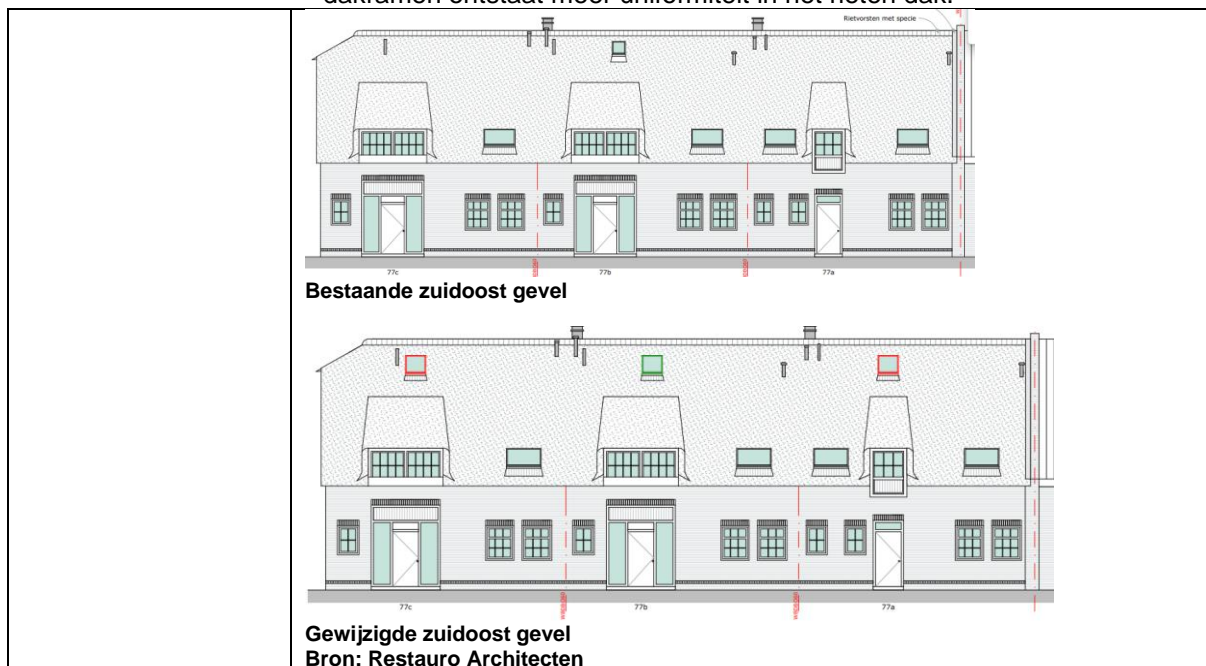 dakramen ontstaat meer uniformiteit in het rieten dak.
Rietvorsten met specie
77c
77b
77a
Bestaande zuidoost gevel
77c
77b
77a
Gewijzigde zuidoost gevel
Bron: Restauro Architecten